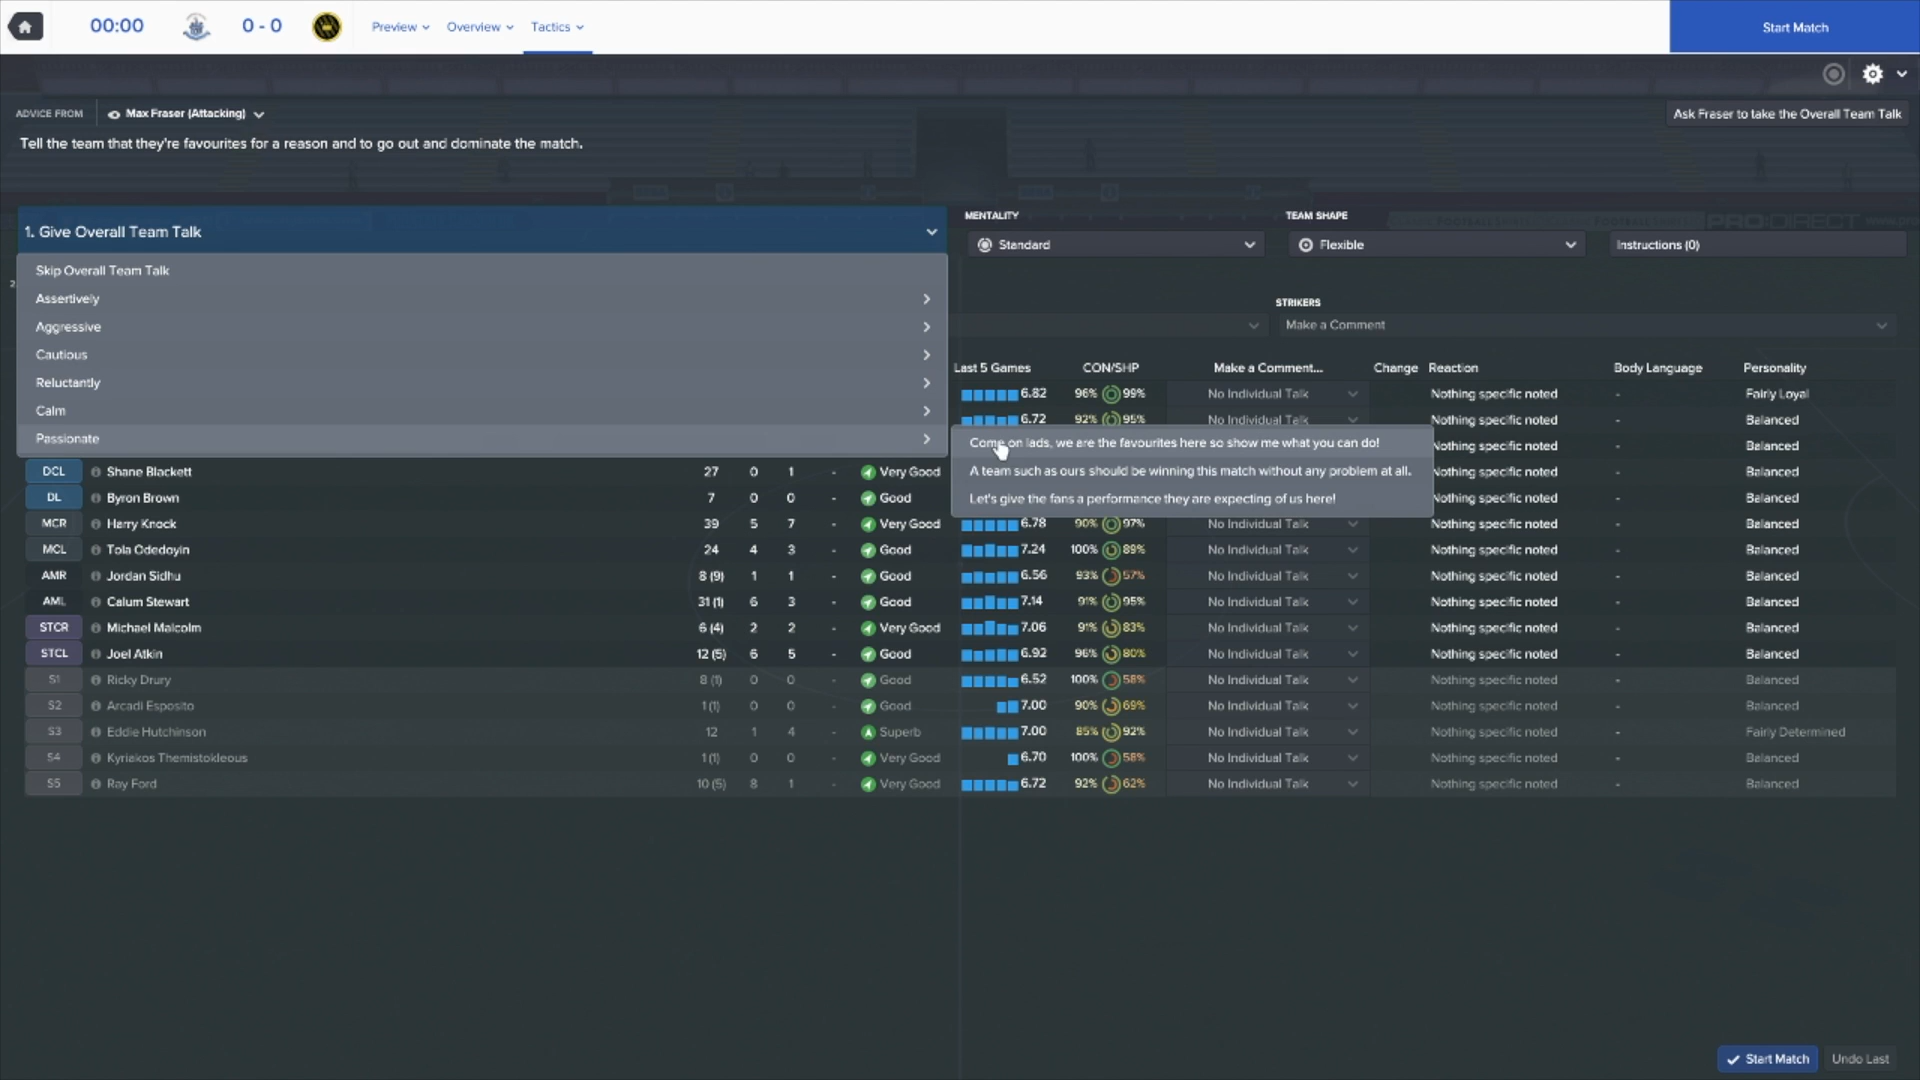 00:00 0 - 0 Preview Overview Tactics Start Match
ADVICE FROM Max Fraser (Attacking) Ask Fraser to take the Overall Team Talk
Tell the team that they're favourites for a reason and to go out and dominate the match.
MENTALITY TEAM SHAPE PRO:DIRECT
1. Give Overall Team Talk Standard Flexible Instructions (0)
Skip Overall Team Talk
Assertively STRIKERS
Aggressive Make a Comment
Cautious
Last 5 Games CON/SHP Make a Comment... Change Reaction Body Language Personality
Reluctantly
6.82 96% 99% No Individual Talk Nothing specific noted - Fairly Loyal
Calm
6.72 92% 95% No Individual Talk Nothing specific noted - Balanced
Passionate
Come on lads, we are the favourites here so show me what you can do! Nothing specific noted - Balanced
DCL Shane Blackett 27 0 1 - Very Good A team such as ours should be winning this match without any problem at all. Nothing specific noted - Balanced
DL Byron Brown 7 0 0 - Good Let's give the fans a performance they are expecting of us here! Nothing specific noted - Balanced
MCR Harry Knock 39 5 7 - Very Good 6.78 90% 97% No Individual Talk Nothing specific noted - Balanced
MCL Tola Odedoyin 24 4 3 - Good 7.24 100% 89% No Individual Talk Nothing specific noted - Balanced
AMR Jordan Sidhu 8 (9) 1 1 - Good 6.56 93% 57% No Individual Talk Nothing specific noted - Balanced
AML Calum Stewart 31 (1) 6 3 - Good 7.14 91% 95% No Individual Talk Nothing specific noted - Balanced
STCR Michael Malcolm 6 (4) 2 2 - Very Good 7.06 91% 83% No Individual Talk Nothing specific noted - Balanced
STCL Joel Atkin 12 (5) 6 5 - Good 6.92 96% 80% No Individual Talk Nothing specific noted - Balanced
S1 Ricky Drury 8 (1) 0 0 - Good 6.52 100% 58% No Individual Talk Nothing specific noted - Balanced
S2 Arcadi Esposito 1 (1) 0 0 - Good 7.00 90% 69% No Individual Talk Nothing specific noted - Balanced
S3 Eddie Hutchinson 12 1 4 - Superb 7.00 85% 92% No Individual Talk Nothing specific noted - Fairly Determined
S4 Kyriakos Themistokleous 1 (1) 0 0 - Very Good 6.70 100% 58% No Individual Talk Nothing specific noted - Balanced
S5 Ray Ford 10 (5) 8 1 - Very Good 6.72 92% 62% No Individual Talk Nothing specific noted - Balanced
Start Match Undo Last